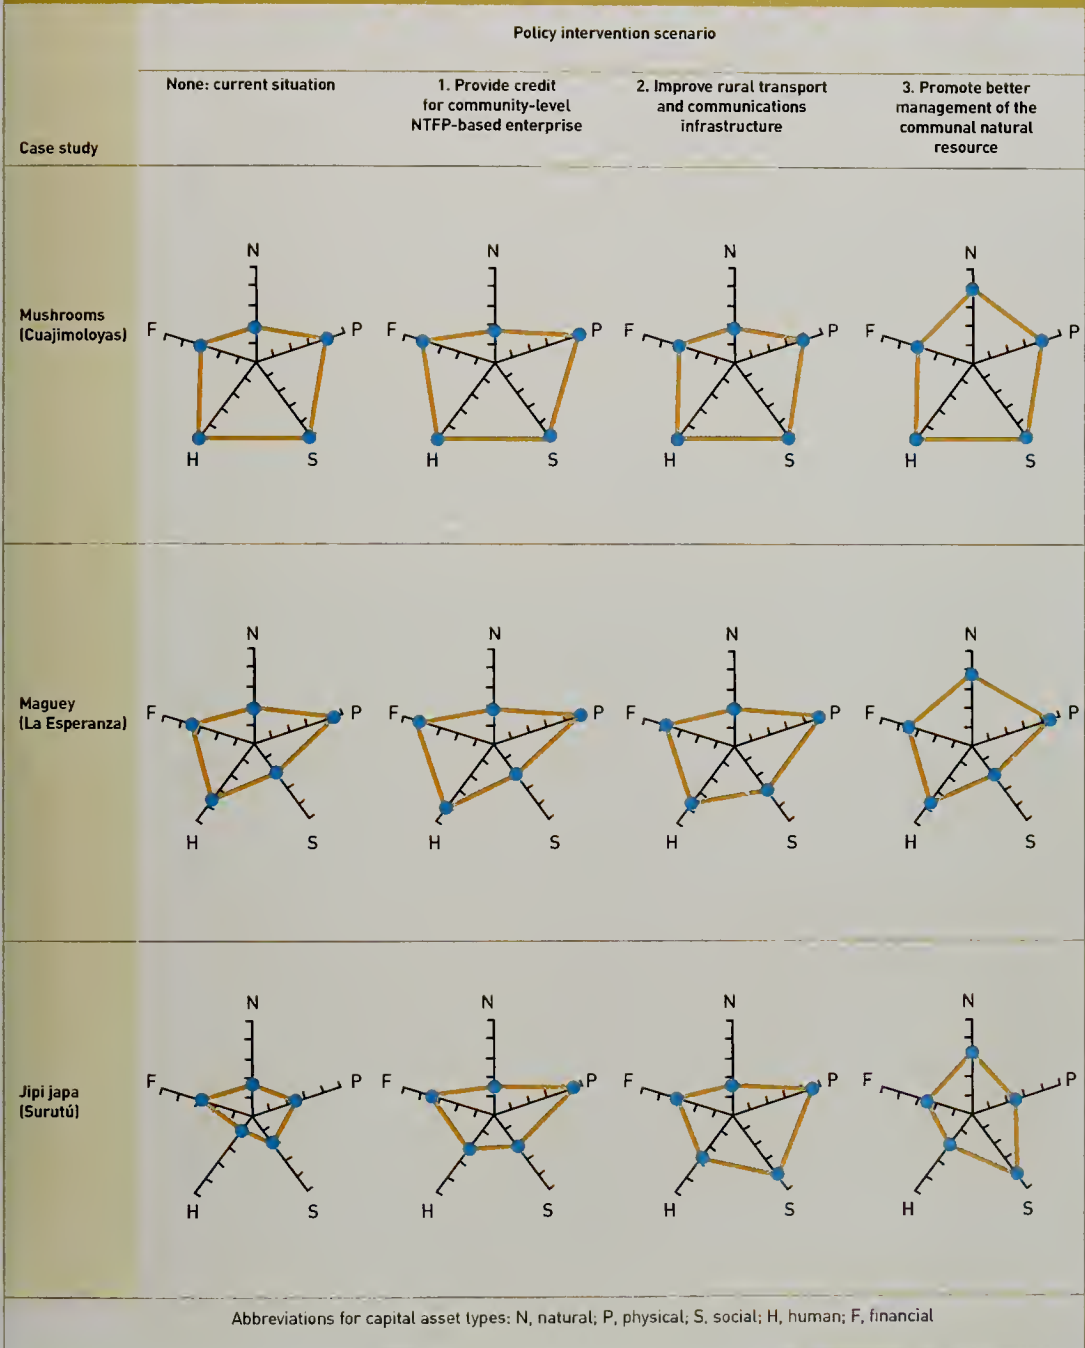 Policy intervention scenario
None: current situation
1. Provide credit
for community-level
NTFP-based enterprise
2. Improve rural transport
and communications
infrastructure
3. Promote better
management of the
communal natural
resource
Case study
Mushrooms
(Cuajimoloyas)
N
F
P
H
S
N
F
P
H
S
N
F
P
H
S
N
F
P
H
S
Maguey
(La Esperanza)
N
F
P
H
S
N
F
P
H
S
N
F
P
H
S
N
F
P
H
S
Jipi japa
(Surutú)
N
F
P
H
S
N
F
P
H
S
N
F
P
H
S
N
F
P
H
S
Abbreviations for capital asset types: N, natural; P, physical; S, social; H, human; F, financial